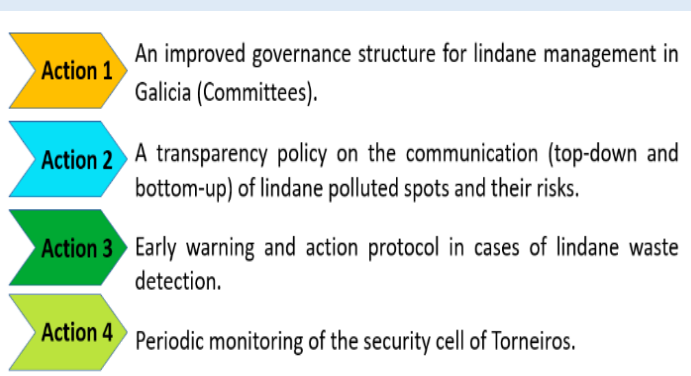 Action 1
An improved governance structure for lindane management in
Galicia (Committees).
Action 2
A transparency policy on the communication (top-down and
bottom-up) of lindane polluted spots and their risks.
Action 3
Early warning and action protocol in cases of lindane waste
detection.
Action 4
Periodic monitoring of the security cell of Torneiros.